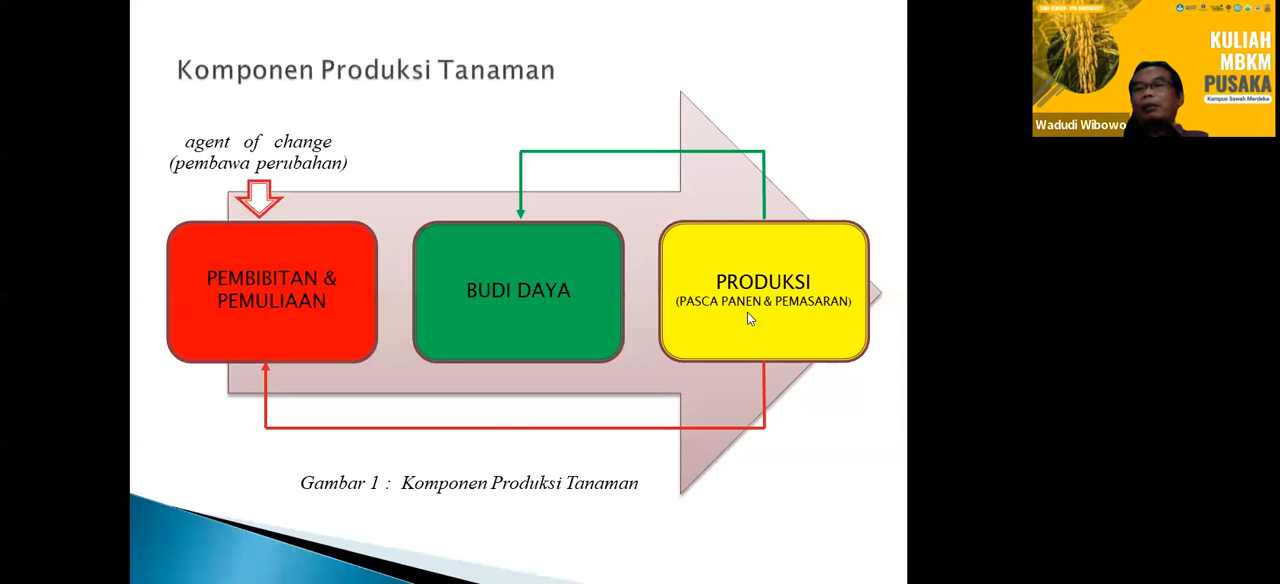 Komponen Produksi Tanaman
agent of change
(pembawa perubahan)
PEMBIBITAN &
PEMULIAAN
BUDI DAYA
PRODUKSI
(PASCA PANEN & PEMASARAN)
Gambar 1 : Komponen Produksi Tanaman
KULIAH
MBKM
PUSAKA
Kampus Sawah Merdeka
Wadudi Wibowo